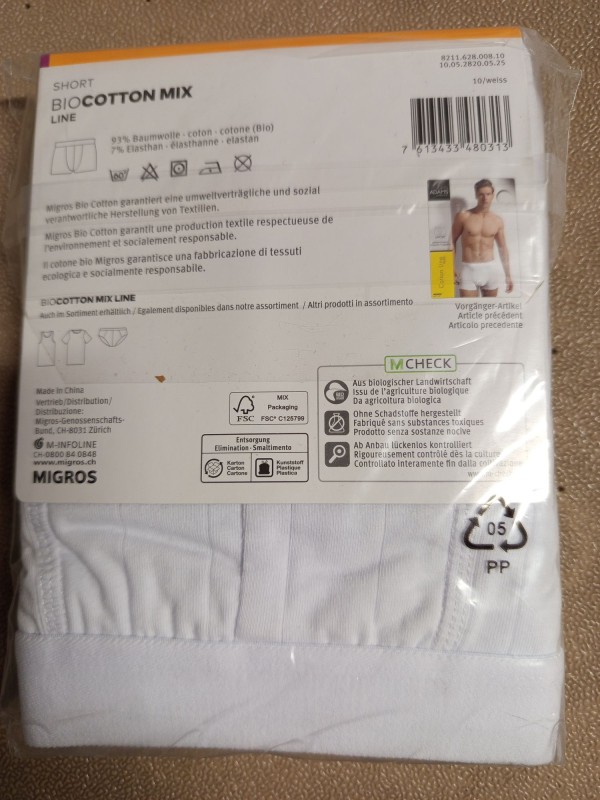 SHORT
BIOCOTTON MIX
LINE
93% Baumwolle · coton · cotone (Bio)
7% Elasthan · élasthanne · elastan
60°
8211.628.008.10
10.05.2820.05.25
10/weiss
7 613433 480313
Migros Bio Cotton garantiert eine umweltverträgliche und sozial
verantwortliche Herstellung von Textilien.
Migros Bio Cotton garantit une production textile respectueuse de
l'environnement et socialement responsable.
Il cotone bio Migros garantisce una fabbricazione di tessuti
ecologica e socialmente responsabile.
Vorgänger-Artikel
Article précédent
Articolo precedente
BIOCOTTON MIX LINE
Auch im Sortiment erhältlich / Egalement disponibles dans notre assortiment / Altri prodotti in assortimento
Made in China
Vertrieb/Distribution/
Distribuzione:
Migros-Genossenschafts-
Bund, CH-8031 Zürich
M-INFOLINE
CH-0800 84 0848
www.migros.ch
MIGROS
FSC
MIX
Packaging
FSC® C125799
Entsorgung
Elimination · Smaltimento
Karton
Carton
Cartone
Kunststoff
Plastique
Plastica
M CHECK
Aus biologischer Landwirtschaft
Issu de l'agriculture biologique
Da agricoltura biologica
Ohne Schadstoffe hergestellt
Fabriqué sans substances toxiques
Prodotto senza sostanze nocive
Ab Anbau lückenlos kontrolliert
Rigoureusement contrôlé dès la culture
Controllato interamente fin dalla
05
PP